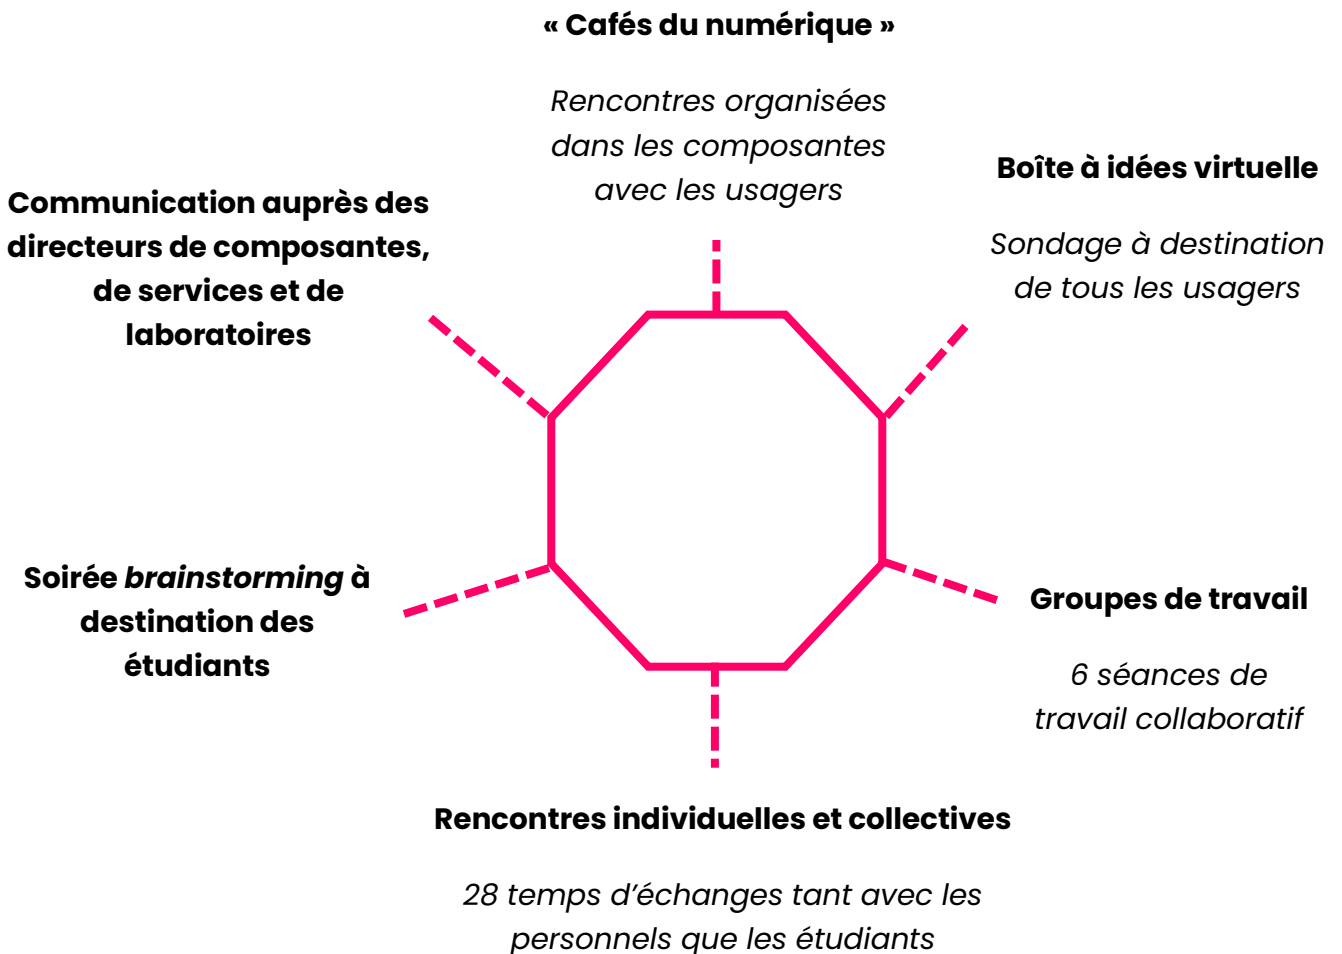 « Cafés du numérique »
Rencontres organisées
dans les composantes
avec les usagers
Boîte à idées virtuelle
Sondage à destination
de tous les usagers
Groupes de travail
6 séances de
travail collaboratif
Rencontres individuelles et collectives
28 temps d’échanges tant avec les
personnels que les étudiants
Soirée brainstorming à
destination des
étudiants
Communication auprès des
directeurs de composantes,
de services et de
laboratoires